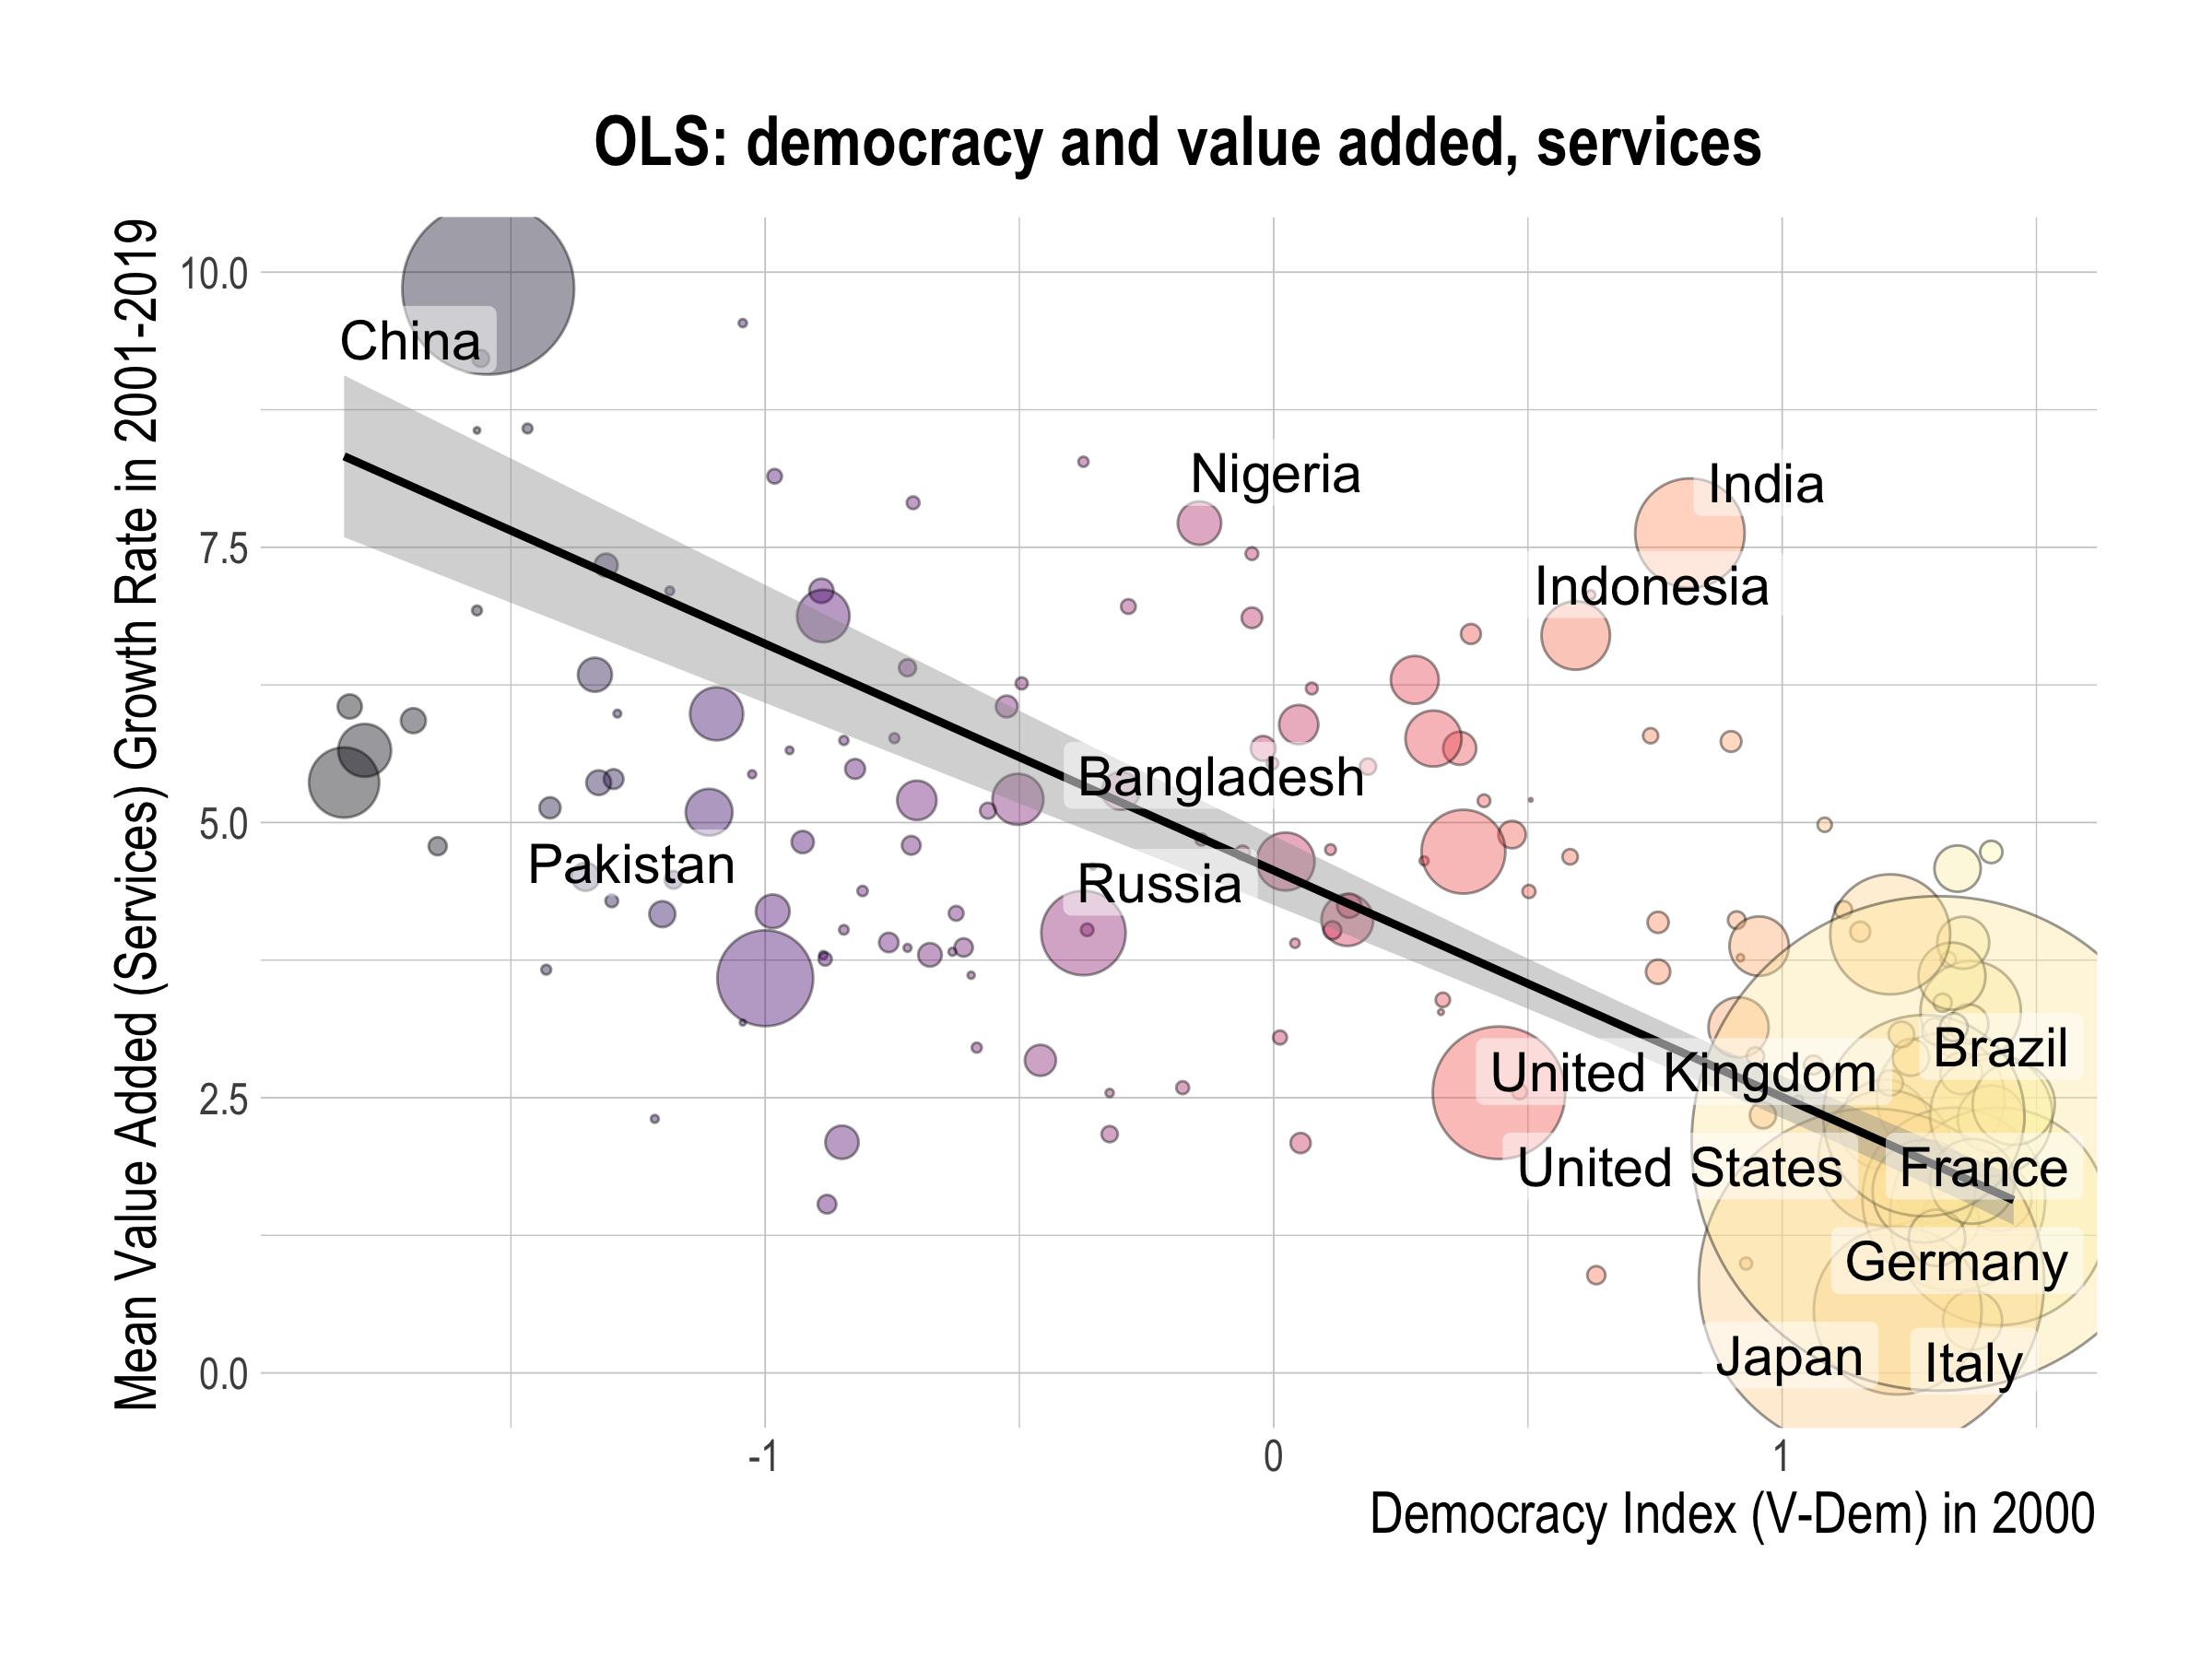 OLS: democracy and value added, services
Mean Value Added (Services) Growth Rate in 2001-2019
10.0
7.5
5.0
2.5
0.0
China
Nigeria
India
Indonesia
Bangladesh
Pakistan
Russia
Brazil
United Kingdom
United States
France
Germany
Japan
Italy
-1
0
1
Democracy Index (V-Dem) in 2000